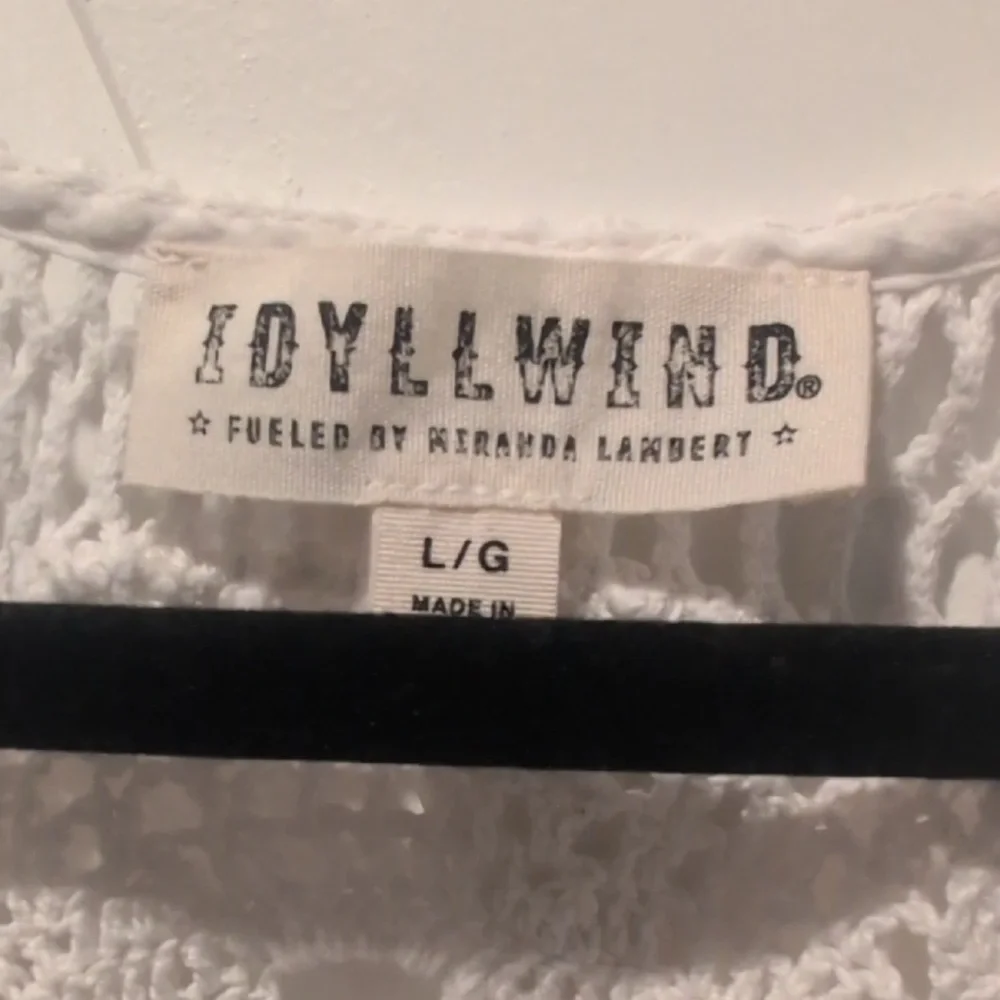 IDYLLWIND®
☆ FUELED BY MIRANDA LAMBERT ☆
L/G
MADE IN